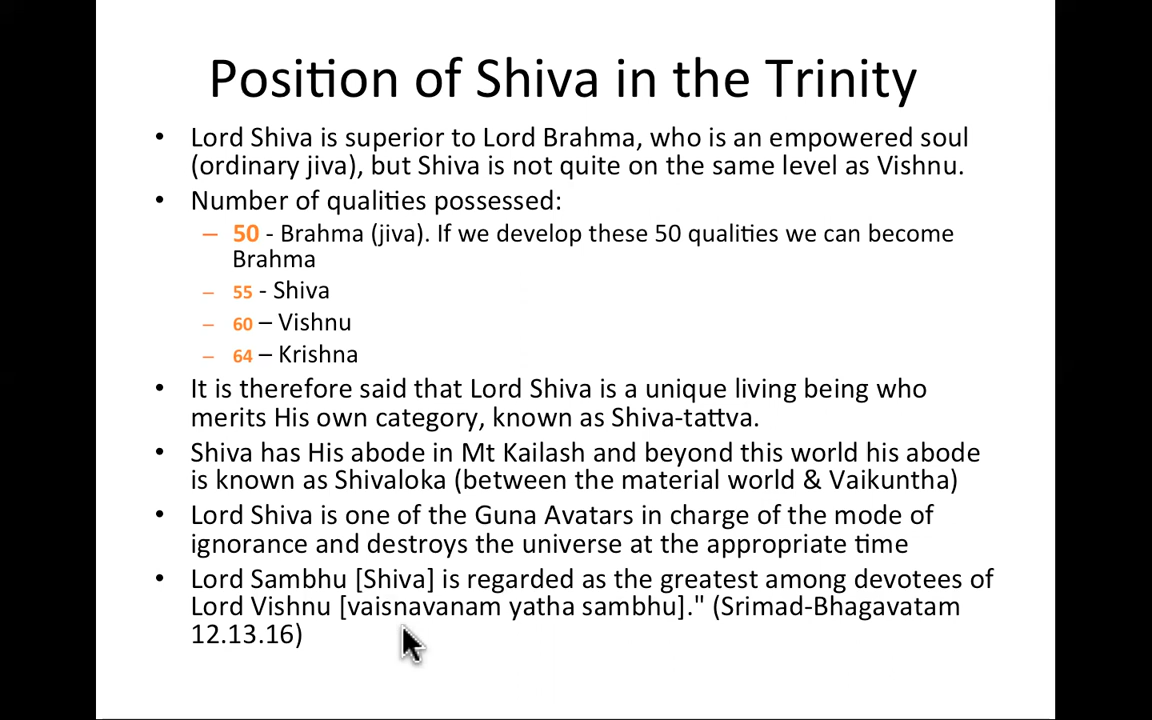 Position of Shiva in the Trinity
• Lord Shiva is superior to Lord Brahma, who is an empowered soul
(ordinary jiva), but Shiva is not quite on the same level as Vishnu.
• Number of qualities possessed:
– 50 - Brahma (jiva). If we develop these 50 qualities we can become
Brahma
– 55 - Shiva
– 60 – Vishnu
– 64 – Krishna
• It is therefore said that Lord Shiva is a unique living being who
merits His own category, known as Shiva-tattva.
• Shiva has His abode in Mt Kailash and beyond this world his abode
is known as Shivaloka (between the material world & Vaikuntha)
• Lord Shiva is one of the Guna Avatars in charge of the mode of
ignorance and destroys the universe at the appropriate time
• Lord Sambhu [Shiva] is regarded as the greatest among devotees of
Lord Vishnu [vaisnavanam yatha sambhu]." (Srimad-Bhagavatam
12.13.16)